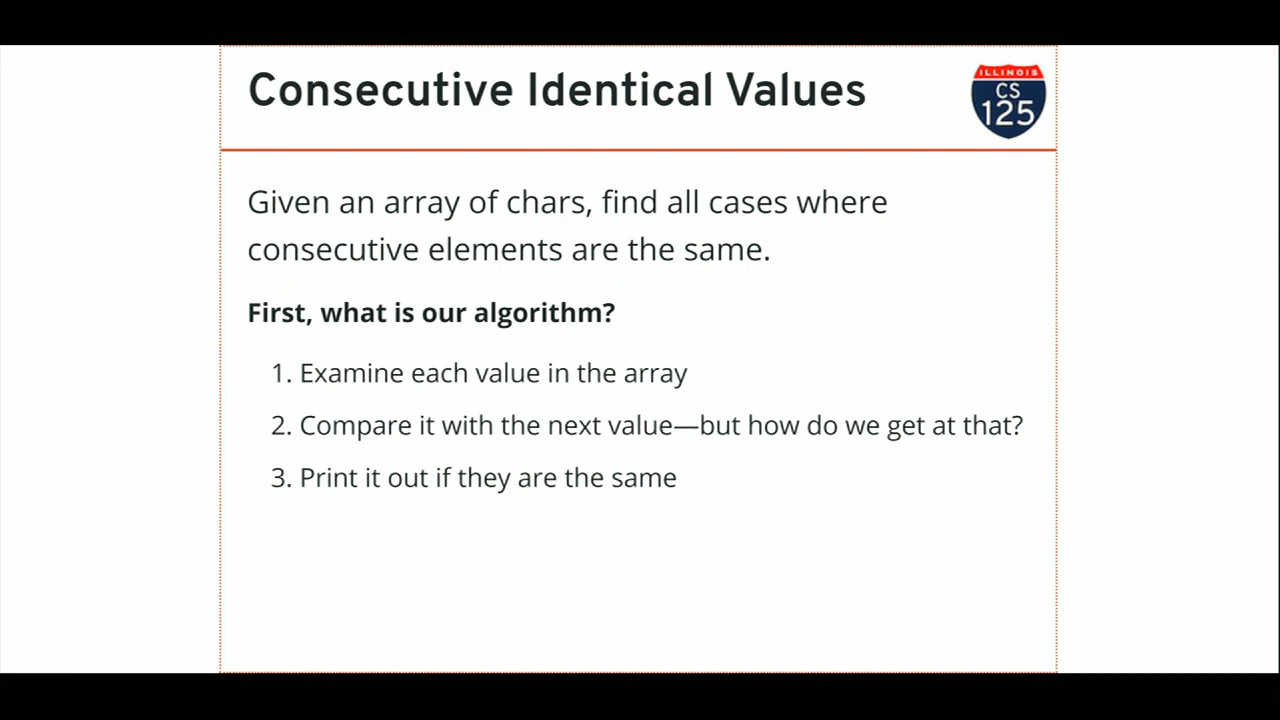 Consecutive Identical Values
ILLINOIS
CS
125
Given an array of chars, find all cases where
consecutive elements are the same.
First, what is our algorithm?
1. Examine each value in the array
2. Compare it with the next value—but how do we get at that?
3. Print it out if they are the same